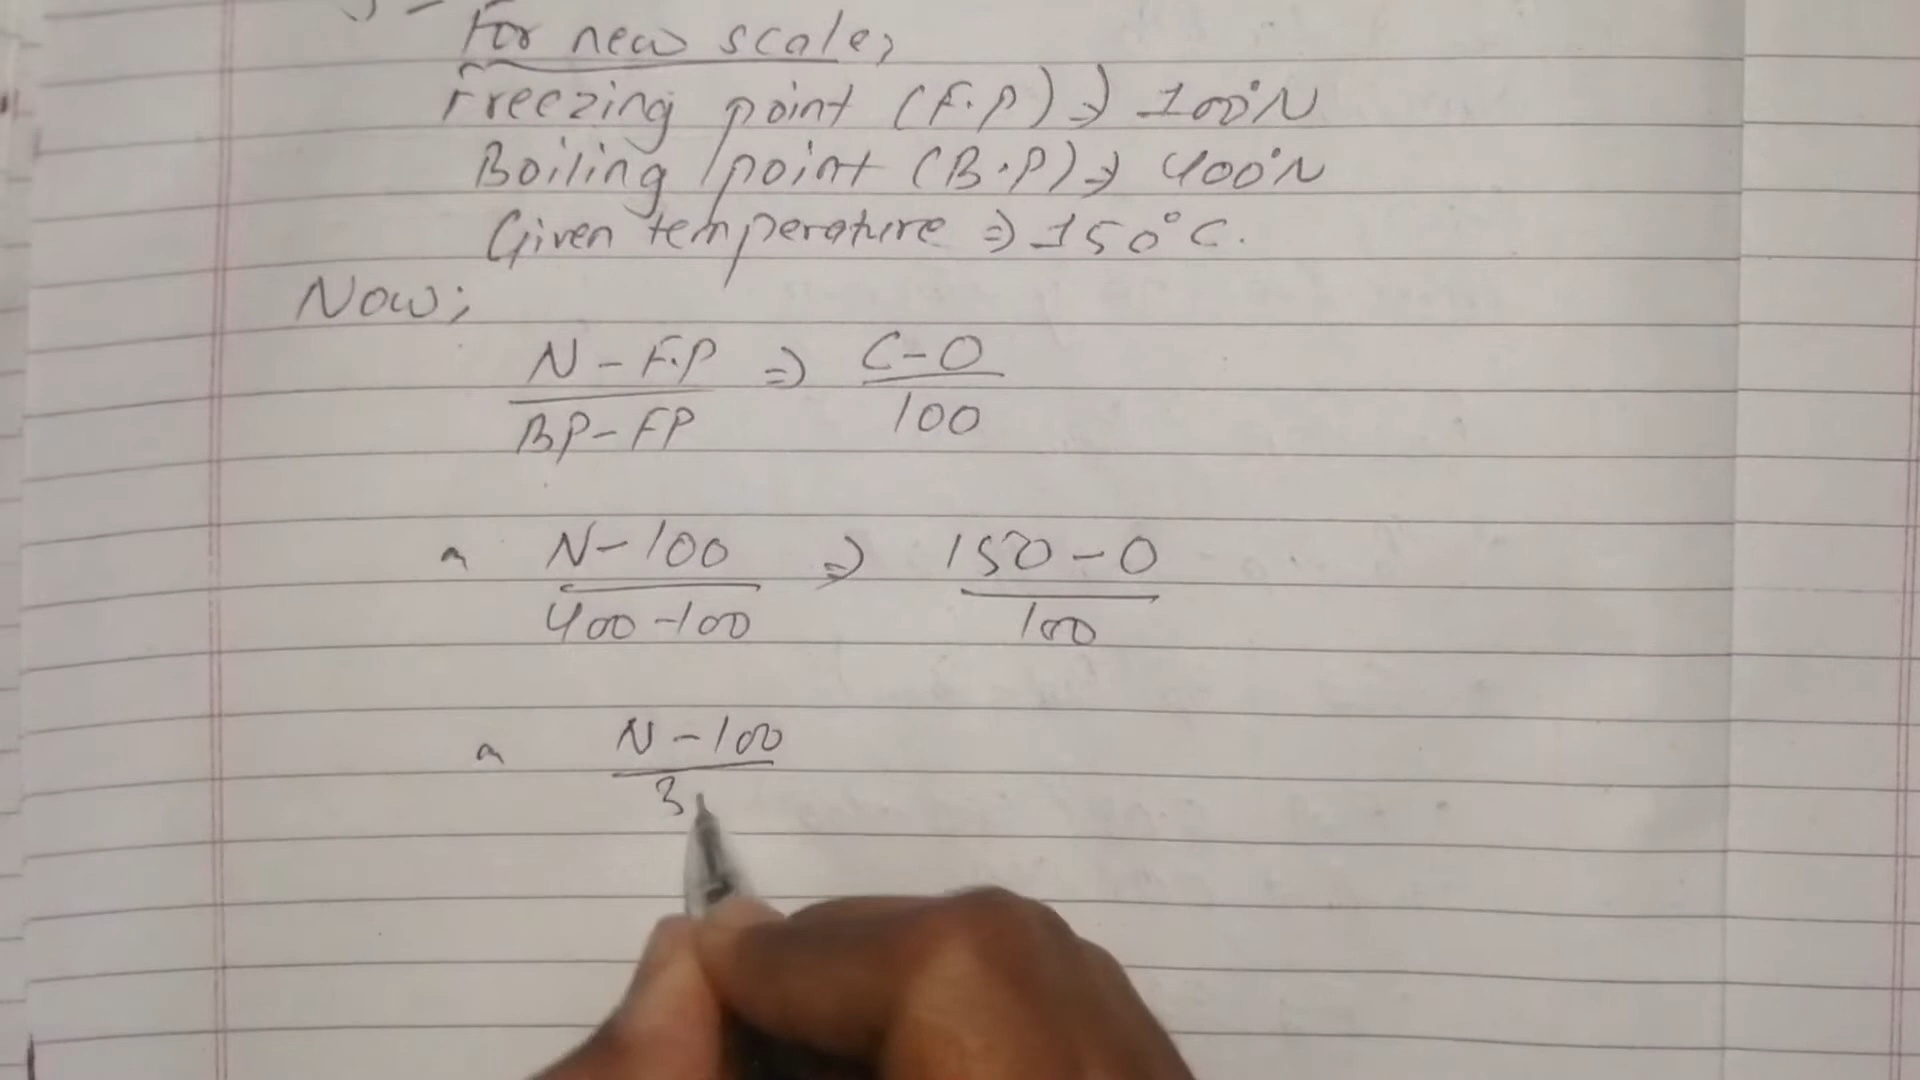 For new scale,
Freezing point (F.P) ⇒ 100°N
Boiling point (B.P) ⇒ 400°N
Given temperature ⇒ 150°C.
Now;
N - F.P / BP - FP ⇒ C - 0 / 100
N - 100 / 400 - 100 ⇒ 150 - 0 / 100
N - 100 / 3